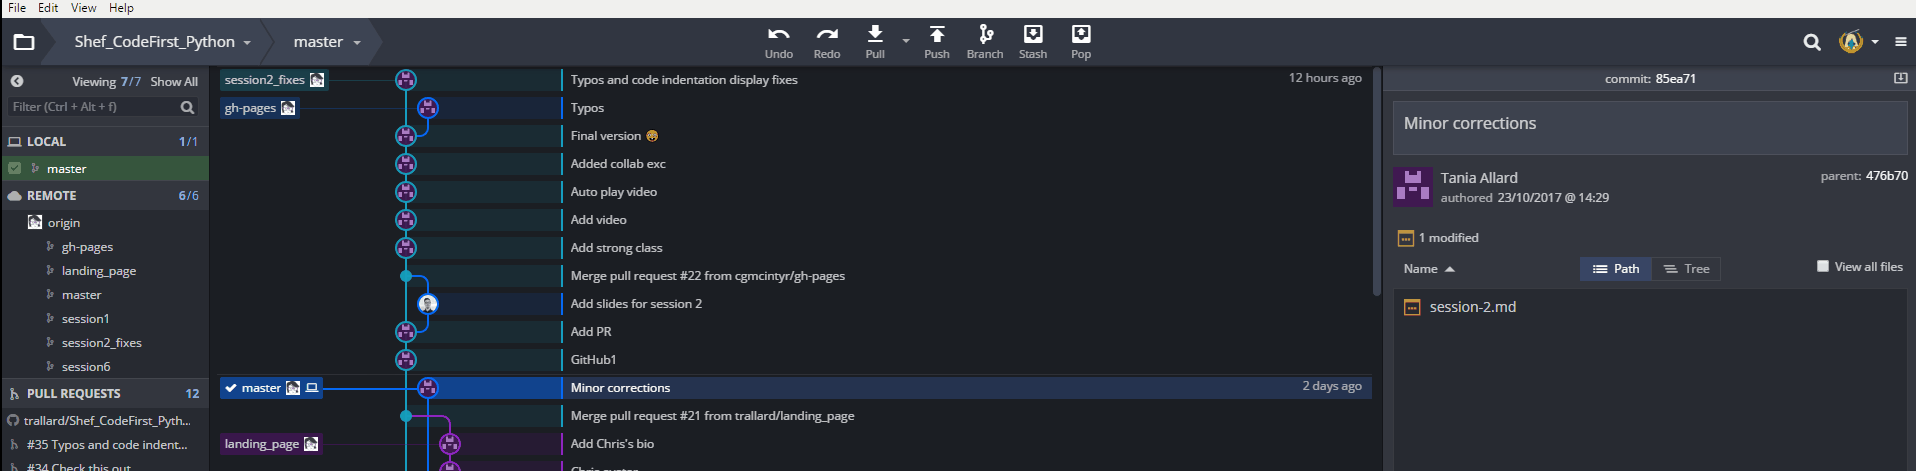 File Edit View Help
Shef_CodeFirst_Python master Undo Redo Pull Push Branch Stash Pop
Viewing 7/7 Show All
Filter (Ctrl + Alt + f)
LOCAL 1/1
master
REMOTE 6/6
origin
gh-pages
landing_page
master
session1
session2_fixes
session6
PULL REQUESTS 12
trallard/Shef_CodeFirst_Pyth...
#35 Typos and code indent...
#34 Check this out
session2_fixes Typos and code indentation display fixes 12 hours ago
gh-pages Typos
Final version
Added collab exc
Auto play video
Add video
Add strong class
Merge pull request #22 from cgmcintyr/gh-pages
Add slides for session 2
Add PR
GitHub1
master Minor corrections 2 days ago
Merge pull request #21 from trallard/landing_page
landing_page Add Chris's bio
commit: 85ea71
Minor corrections
Tania Allard parent: 476b70
authored 23/10/2017 @ 14:29
1 modified
Name Path Tree View all files
session-2.md